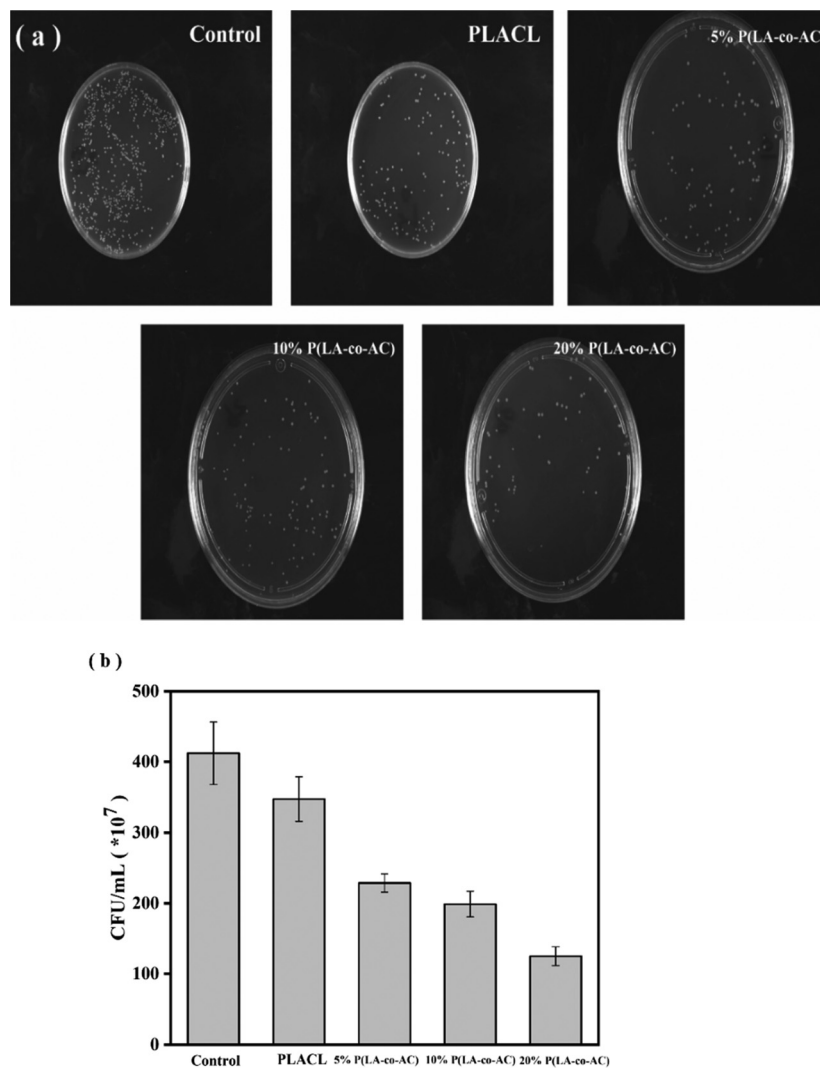 ( a )
Control
PLACL
5% P(LA-co-AC
10% P(LA-co-AC)
20% P(LA-co-AC)
( b )
500
400
300
200
100
0
CFU/mL ( *10⁷ )
Control
PLACL
5% P(LA-co-AC)
10% P(LA-co-AC)
20% P(LA-co-AC)